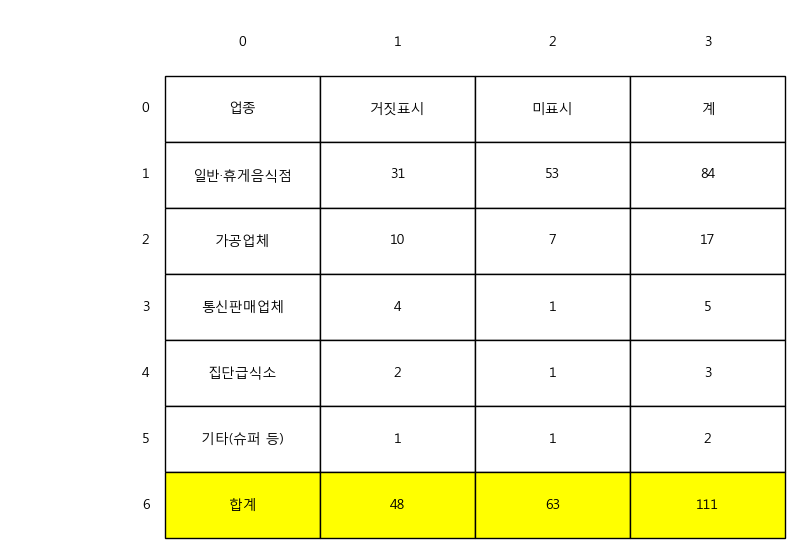 0 1 2 3
0 업종 거짓표시 미표시 계
1 일반·휴게음식점 31 53 84
2 가공업체 10 7 17
3 통신판매업체 4 1 5
4 집단급식소 2 1 3
5 기타(슈퍼 등) 1 1 2
6 합계 48 63 111